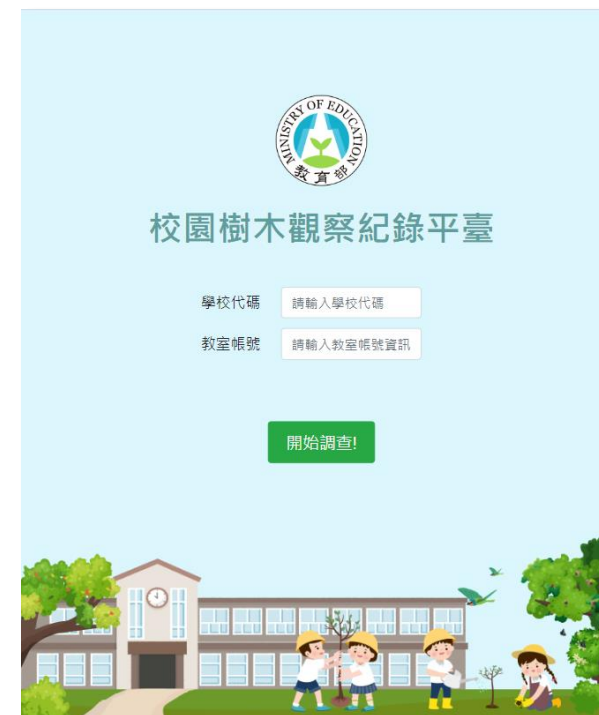 MINISTRY OF EDUCATION
教育部
校園樹木觀察紀錄平臺
學校代碼 請輸入學校代碼
教室帳號 請輸入教室帳號資訊
開始調查!